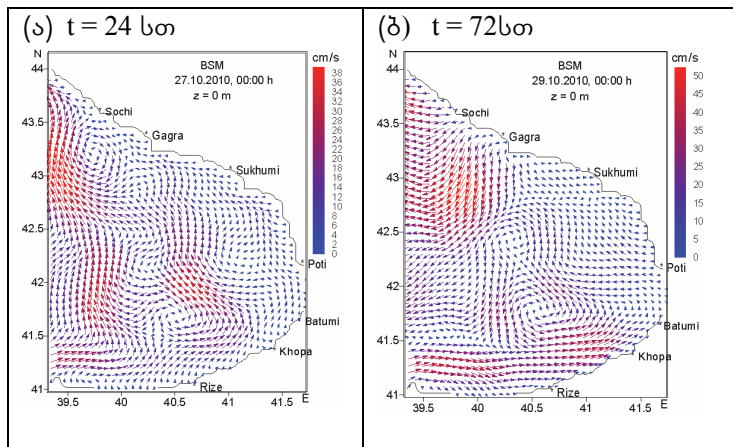 (ა) t = 24 სთ
N
BSM
27.10.2010, 00:00 h
z = 0 m
cm/s
38
36
34
32
30
28
26
24
22
20
18
16
14
12
10
8
6
4
2
0
44
43.5
43
42.5
42
41.5
41
39.5
40
40.5
41
41.5
E
Sochi
Gagra
Sukhumi
Poti
Batumi
Khopa
Rize
(ბ) t = 72სთ
N
BSM
29.10.2010, 00:00 h
z = 0 m
cm/s
50
45
40
35
30
25
20
15
10
5
0
44
43.5
43
42.5
42
41.5
41
39.5
40
40.5
41
41.5
E
Sochi
Gagra
Sukhumi
Poti
Batumi
Khopa
Rize